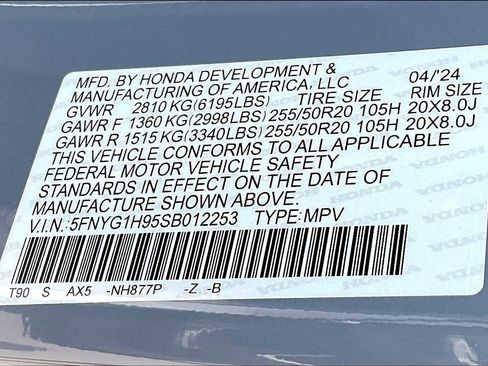 MFD. BY HONDA DEVELOPMENT &
MANUFACTURING OF AMERICA, LLC 04/'24
GVWR 2810 KG(6195LBS) TIRE SIZE RIM SIZE
GAWR F 1360 KG(2998LBS) 255/50R20 105H 20X8.0J
GAWR R 1515 KG(3340LBS) 255/50R20 105H 20X8.0J
THIS VEHICLE CONFORMS TO ALL APPLICABLE
FEDERAL MOTOR VEHICLE SAFETY
STANDARDS IN EFFECT ON THE DATE OF
MANUFACTURE SHOWN ABOVE.
V.I.N.:5FNYG1H95SB012253 TYPE:MPV
T90 S AX5 -NH877P -Z -B